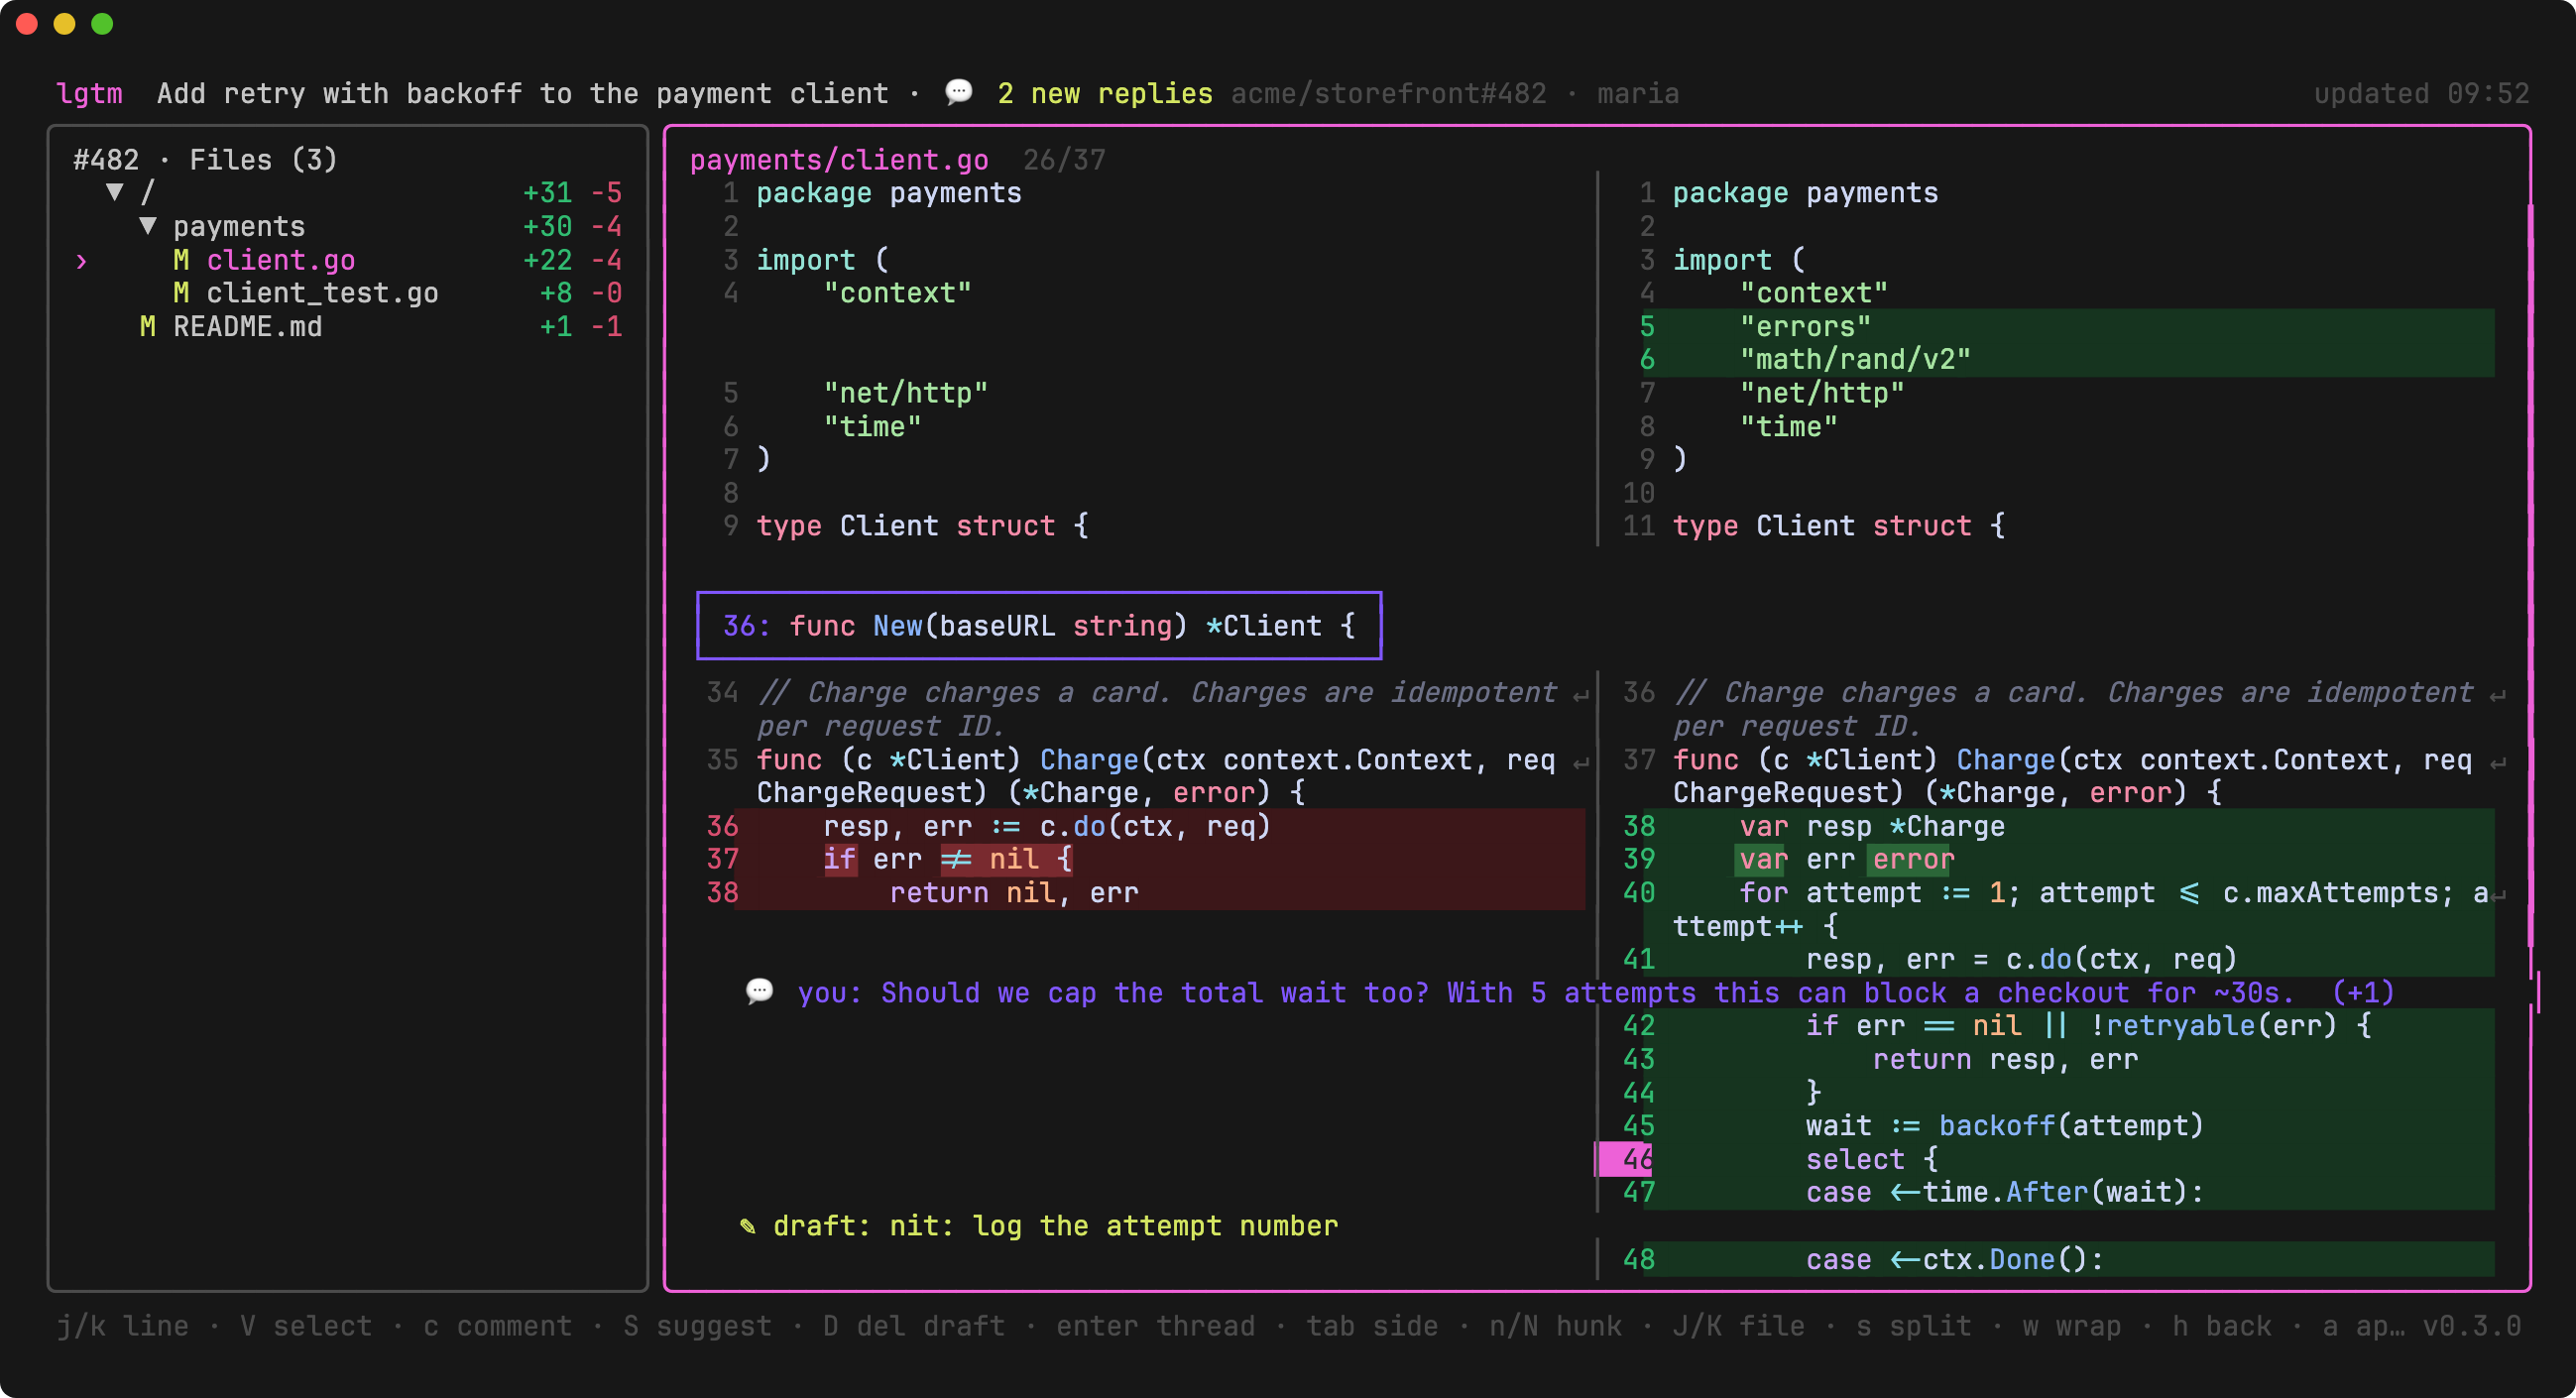 lgtm  Add retry with backoff to the payment client · 💬 2 new replies acme/storefront#482 · maria
updated 09:52
#482 · Files (3)
▼ / +31 -5
▼ payments +30 -4
› M client.go +22 -4
M client_test.go +8 -0
M README.md +1 -1
payments/client.go 26/37
1 package payments
2
3 import (
4     "context"
5     "net/http"
6     "time"
7 )
8
9 type Client struct {
1 package payments
2
3 import (
4     "context"
5     "errors"
6     "math/rand/v2"
7     "net/http"
8     "time"
9 )
10
11 type Client struct {
36: func New(baseURL string) *Client {
34 // Charge charges a card. Charges are idempotent ↵
per request ID.
35 func (c *Client) Charge(ctx context.Context, req ↵
ChargeRequest) (*Charge, error) {
36     resp, err := c.do(ctx, req)
37     if err != nil {
38         return nil, err
36 // Charge charges a card. Charges are idempotent ↵
per request ID.
37 func (c *Client) Charge(ctx context.Context, req ↵
ChargeRequest) (*Charge, error) {
38     var resp *Charge
39     var err error
40     for attempt := 1; attempt <= c.maxAttempts; a↵
ttempt++ {
41         resp, err = c.do(ctx, req)
💬 you: Should we cap the total wait too? With 5 attempts this can block a checkout for ~30s.  (+1)
42         if err == nil || !retryable(err) {
43             return resp, err
44         }
45         wait := backoff(attempt)
46         select {
47         case <-time.After(wait):
✎ draft: nit: log the attempt number
48         case <-ctx.Done():
j/k line · V select · c comment · S suggest · D del draft · enter thread · tab side · n/N hunk · J/K file · s split · w wrap · h back · a ap… v0.3.0